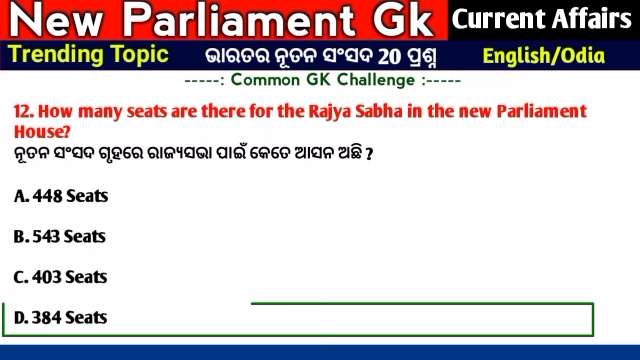 New Parliament Gk
Current Affairs
Trending Topic
ଭାରତର ନୂତନ ସଂସଦ 20 ପ୍ରଶ୍ନ
English/Odia
-----: Common GK Challenge :-----
12. How many seats are there for the Rajya Sabha in the new Parliament
House?
ନୂତନ ସଂସଦ ଗୃହରେ ରାଜ୍ୟସଭା ପାଇଁ କେତେ ଆସନ ଅଛି ?
A. 448 Seats
B. 543 Seats
C. 403 Seats
D. 384 Seats